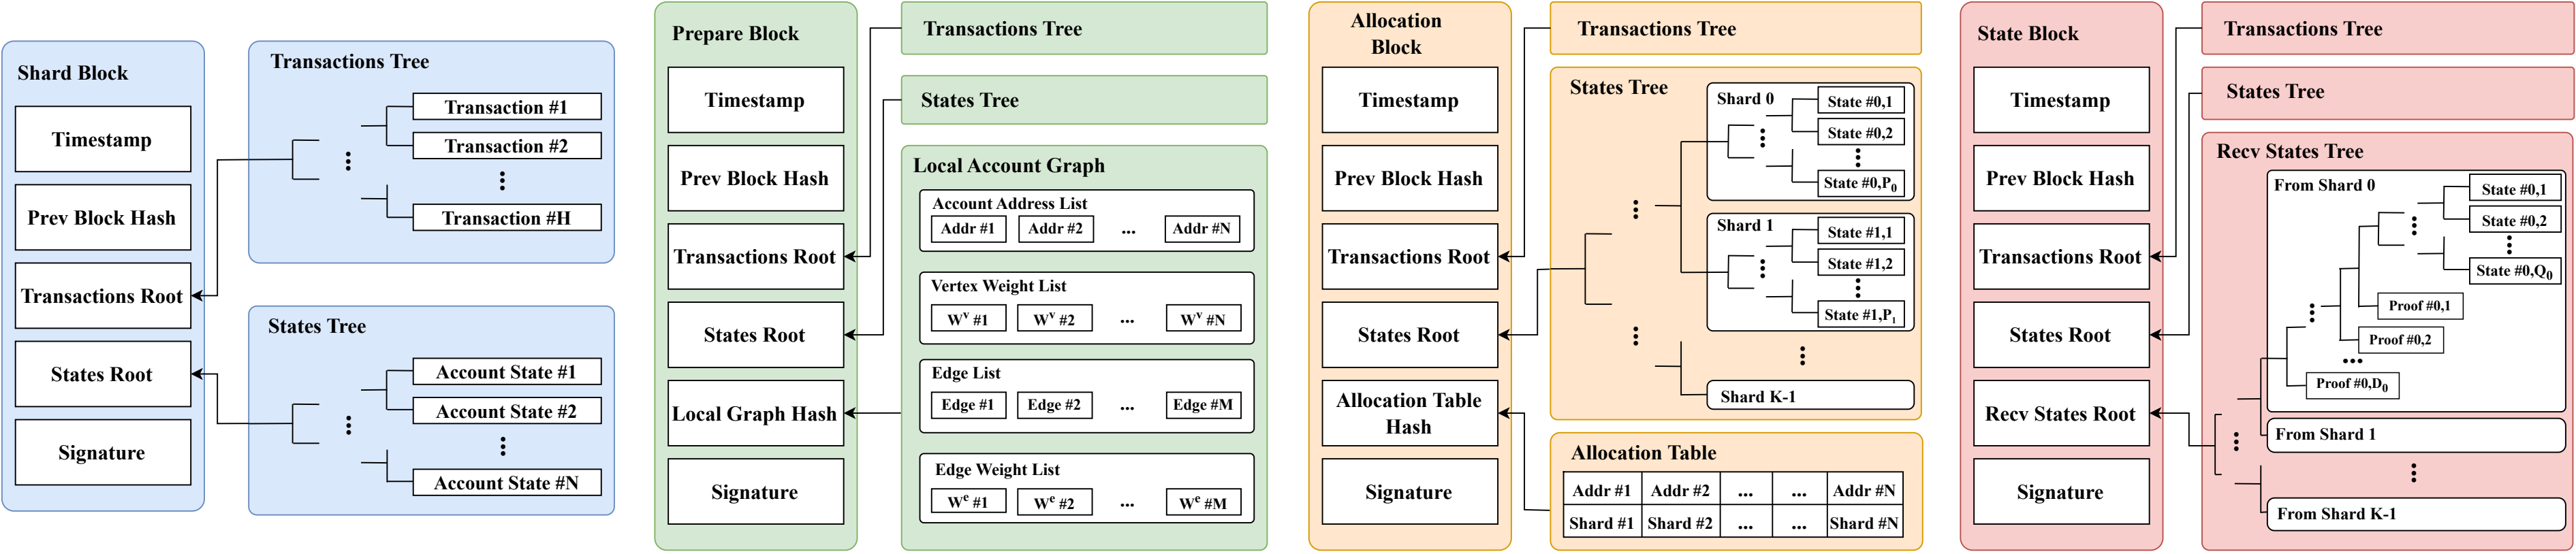 Shard Block
Timestamp
Prev Block Hash
Transactions Root
States Root
Signature
Transactions Tree
Transaction #1
Transaction #2
Transaction #H
States Tree
Account State #1
Account State #2
Account State #N
Prepare Block
Timestamp
Prev Block Hash
Transactions Root
States Root
Local Graph Hash
Signature
Transactions Tree
States Tree
Local Account Graph
Account Address List
Addr #1 Addr #2 ... Addr #N
Vertex Weight List
Wᵛ #1 Wᵛ #2 ... Wᵛ #N
Edge List
Edge #1 Edge #2 ... Edge #M
Edge Weight List
Wᵉ #1 Wᵉ #2 ... Wᵉ #M
Allocation
Block
Timestamp
Prev Block Hash
Transactions Root
States Root
Allocation Table
Hash
Signature
Transactions Tree
States Tree
Shard 0
State #0,1
State #0,2
State #0,P₀
Shard 1
State #1,1
State #1,2
State #1,P₁
Shard K-1
Allocation Table
Addr #1 Addr #2 ... ... Addr #N
Shard #1 Shard #2 ... ... Shard #N
State Block
Timestamp
Prev Block Hash
Transactions Root
States Root
Recv States Root
Signature
Transactions Tree
States Tree
Recv States Tree
From Shard 0
State #0,1
State #0,2
State #0,Q₀
Proof #0,1
Proof #0,2
...
Proof #0,D₀
From Shard 1
From Shard K-1